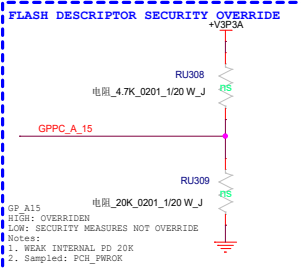 FLASH DESCRIPTOR SECURITY OVERRIDE
+V3P3A
RU308
ns
电阻_4.7K_0201_1/20 W_J
GPPC_A_15
RU309
ns
电阻_20K_0201_1/20 W_J
GP_A15
HIGH: OVERRIDEN
LOW: SECURITY MEASURES NOT OVERRIDE
Notes:
1. WEAK INTERNAL PD 20K
2. Sampled: PCH_PWROK